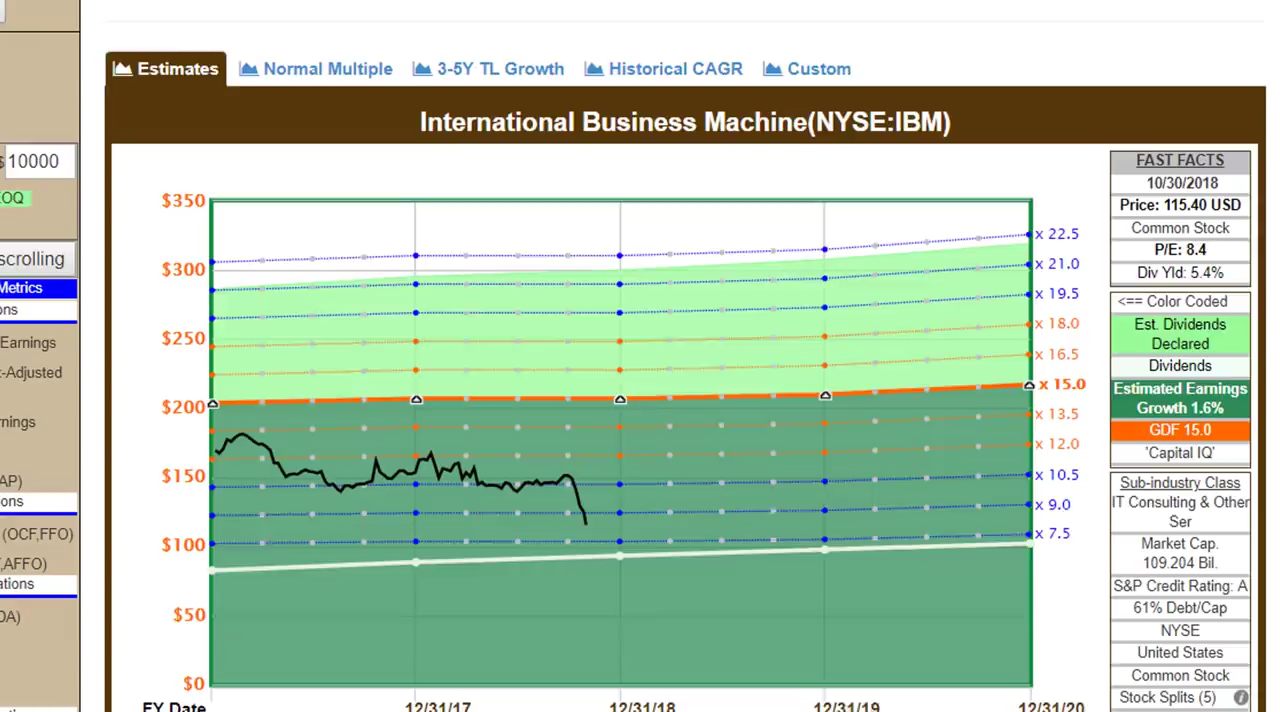 Estimates
Normal Multiple
3-5Y TL Growth
Historical CAGR
Custom
International Business Machine(NYSE:IBM)
10000
OQ
scrolling
Metrics
ons
Earnings
-Adjusted
nings
AP)
ons
(OCF,FFO)
,AFFO)
ations
DA)
$350
$300
$250
$200
$150
$100
$50
$0
x 22.5
x 21.0
x 19.5
x 18.0
x 16.5
x 15.0
x 13.5
x 12.0
x 10.5
x 9.0
x 7.5
FY Date
12/31/17
12/31/18
12/31/19
12/31/20
FAST FACTS
10/30/2018
Price: 115.40 USD
Common Stock
P/E: 8.4
Div Yld: 5.4%
<== Color Coded
Est. Dividends
Declared
Dividends
Estimated Earnings
Growth 1.6%
GDF 15.0
'Capital IQ'
Sub-industry Class
IT Consulting & Other
Ser
Market Cap.
109.204 Bil.
S&P Credit Rating: A
61% Debt/Cap
NYSE
United States
Common Stock
Stock Splits (5)